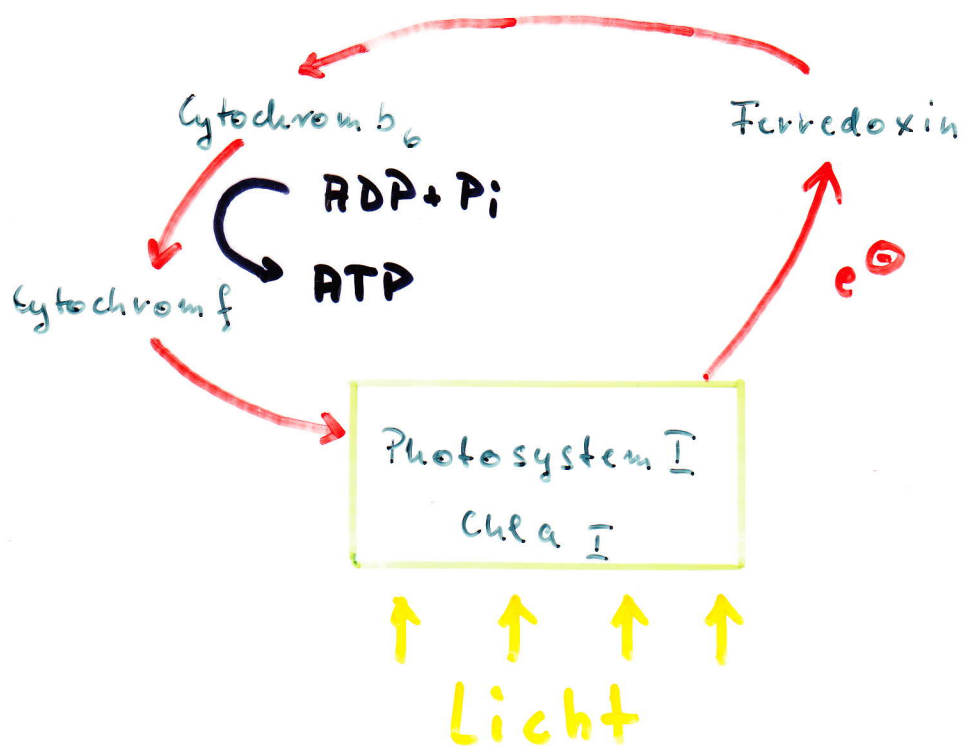 Cytochrom b₆
Ferredoxin
ADP + Pi
ATP
Cytochrom f
e⊖
Photosystem I
Chl a I
Licht